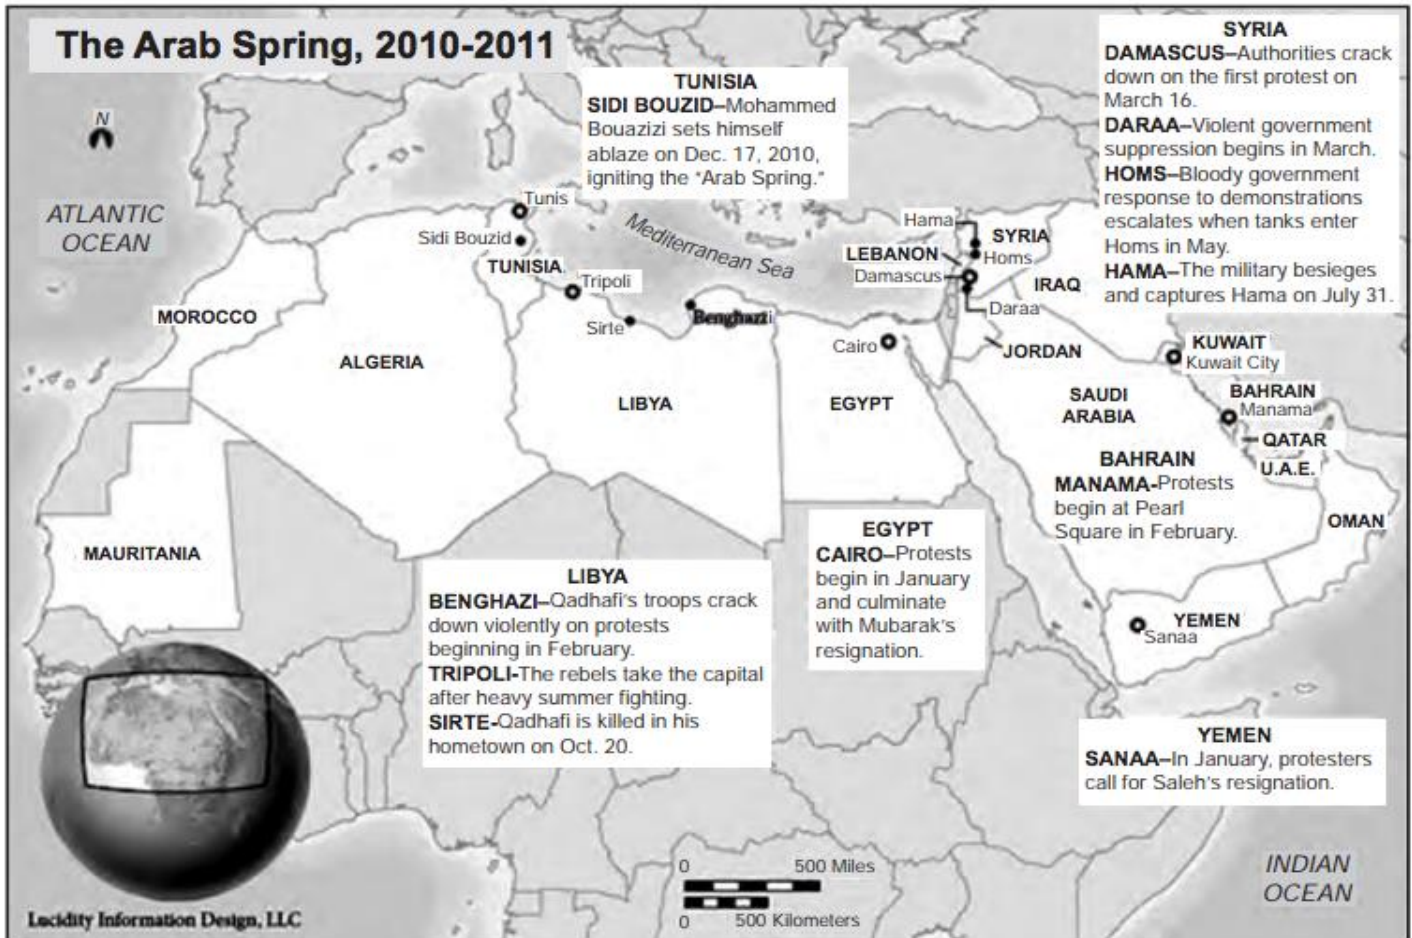 The Arab Spring, 2010-2011
N
ATLANTIC
OCEAN
TUNISIA
SIDI BOUZID–Mohammed
Bouazizi sets himself
ablaze on Dec. 17, 2010,
igniting the "Arab Spring."
SYRIA
DAMASCUS–Authorities crack
down on the first protest on
March 16.
DARAA–Violent government
suppression begins in March.
HOMS–Bloody government
response to demonstrations
escalates when tanks enter
Homs in May.
HAMA–The military besieges
and captures Hama on July 31.
Tunis
Sidi Bouzid
TUNISIA
Tripoli
Sirte
Benghazi
Mediterranean Sea
Hama
SYRIA
Homs
LEBANON
Damascus
IRAQ
Daraa
JORDAN
Cairo
KUWAIT
Kuwait City
MOROCCO
ALGERIA
LIBYA
EGYPT
SAUDI
ARABIA
BAHRAIN
Manama
QATAR
U.A.E.
BAHRAIN
MANAMA-Protests
begin at Pearl
Square in February.
OMAN
MAURITANIA
EGYPT
CAIRO–Protests
begin in January
and culminate
with Mubarak's
resignation.
LIBYA
BENGHAZI–Qadhafi's troops crack
down violently on protests
beginning in February.
TRIPOLI-The rebels take the capital
after heavy summer fighting.
SIRTE-Qadhafi is killed in his
hometown on Oct. 20.
YEMEN
Sanaa
YEMEN
SANAA–In January, protesters
call for Saleh's resignation.
0 500 Miles
0 500 Kilometers
INDIAN
OCEAN
Lucidity Information Design, LLC